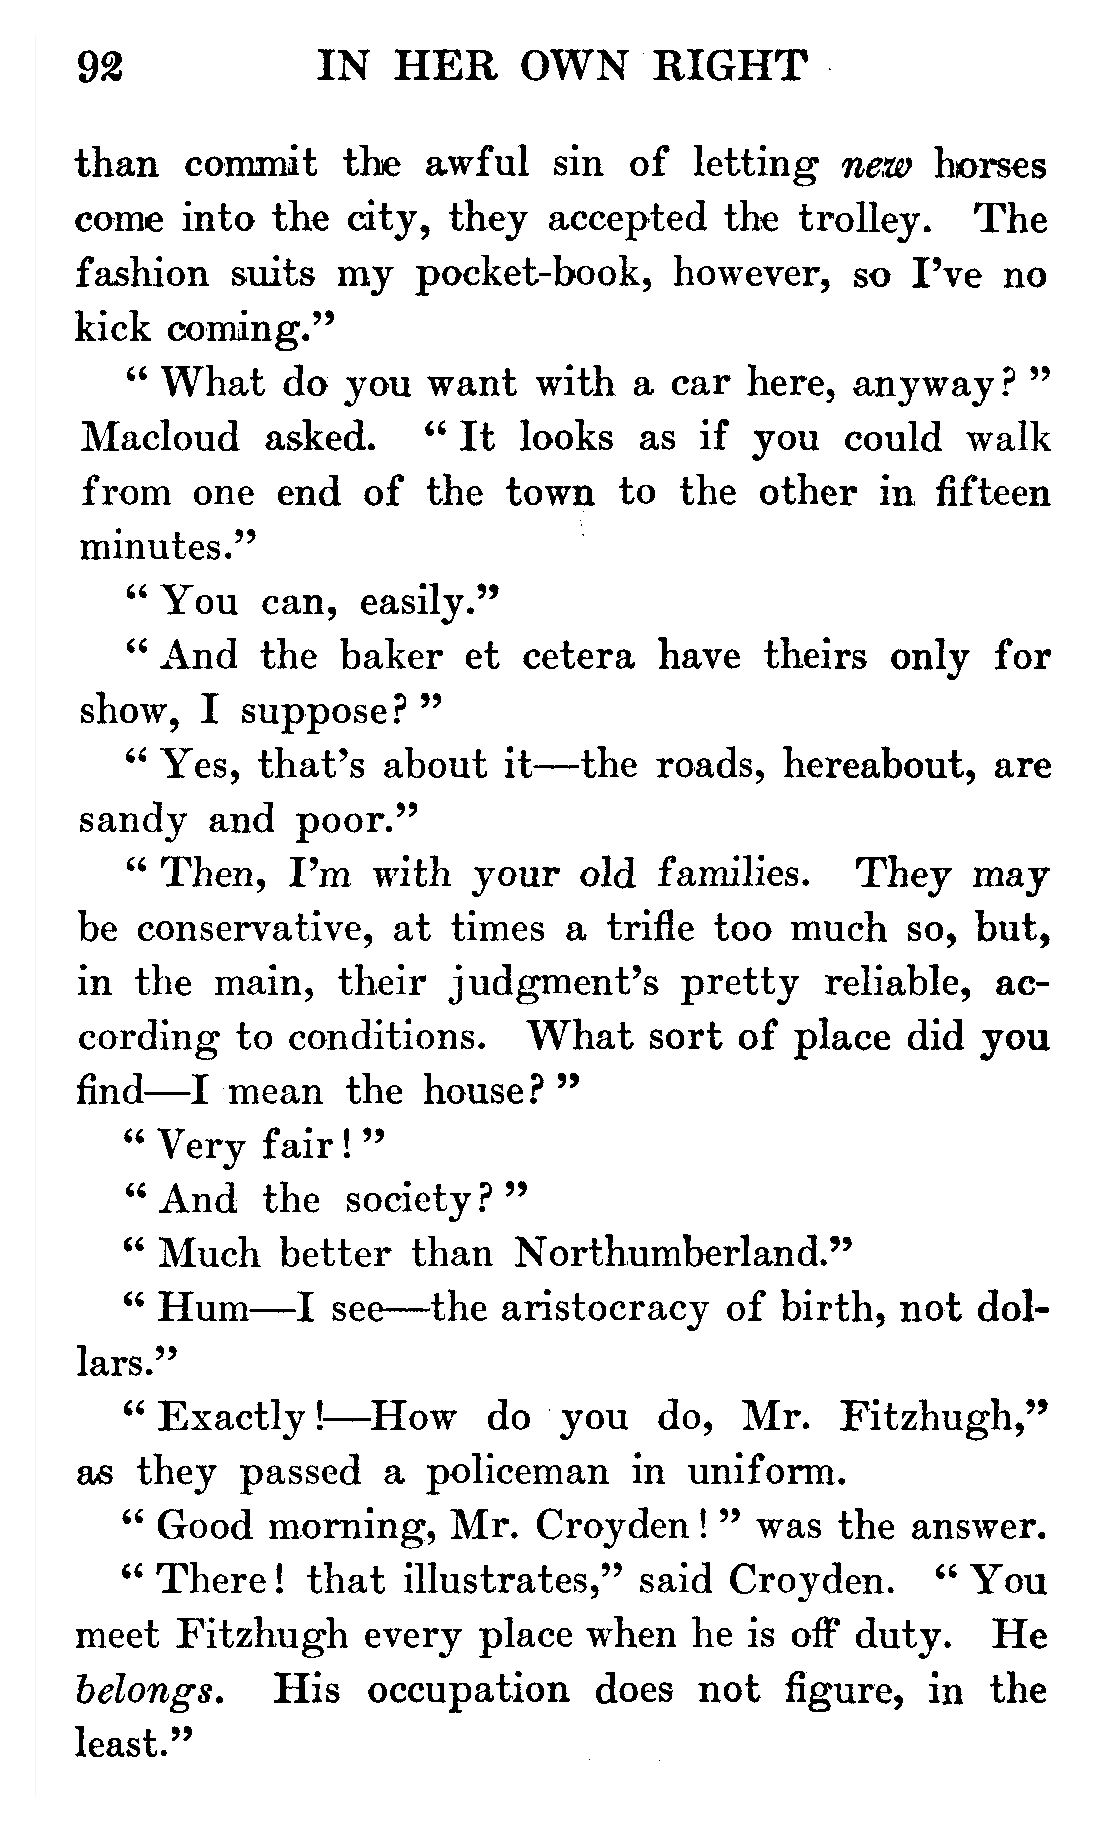 92 IN HER OWN RIGHT
than commit the awful sin of letting new horses
come into the city, they accepted the trolley. The
fashion suits my pocket-book, however, so I've no
kick coming."
" What do you want with a car here, anyway? "
Macloud asked. " It looks as if you could walk
from one end of the town to the other in fifteen
minutes."
" You can, easily."
" And the baker et cetera have theirs only for
show, I suppose? "
" Yes, that's about it—the roads, hereabout, are
sandy and poor."
" Then, I'm with your old families. They may
be conservative, at times a trifle too much so, but,
in the main, their judgment's pretty reliable, ac-
cording to conditions. What sort of place did you
find—I mean the house? "
" Very fair! "
" And the society? "
" Much better than Northumberland."
" Hum—I see—the aristocracy of birth, not dol-
lars."
" Exactly!—How do you do, Mr. Fitzhugh,"
as they passed a policeman in uniform.
" Good morning, Mr. Croyden! " was the answer.
" There! that illustrates," said Croyden. " You
meet Fitzhugh every place when he is off duty. He
belongs. His occupation does not figure, in the
least."